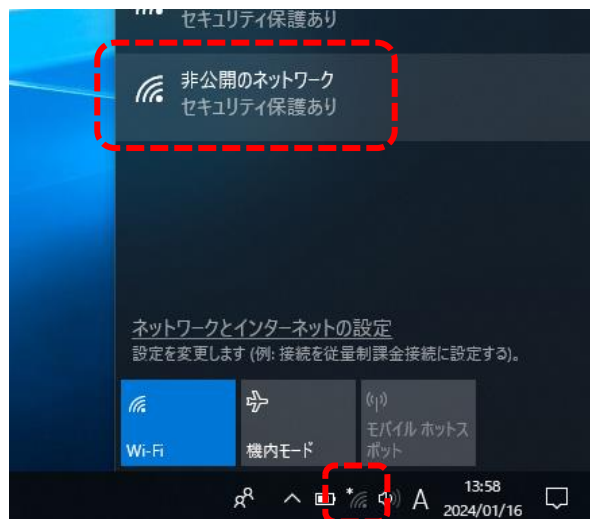 セキュリティ保護あり
非公開のネットワーク
セキュリティ保護あり
ネットワークとインターネットの設定
設定を変更します (例: 接続を従量制課金接続に設定する)。
Wi-Fi
機内モード
モバイル ホットス
ポット
A
13:58
2024/01/16